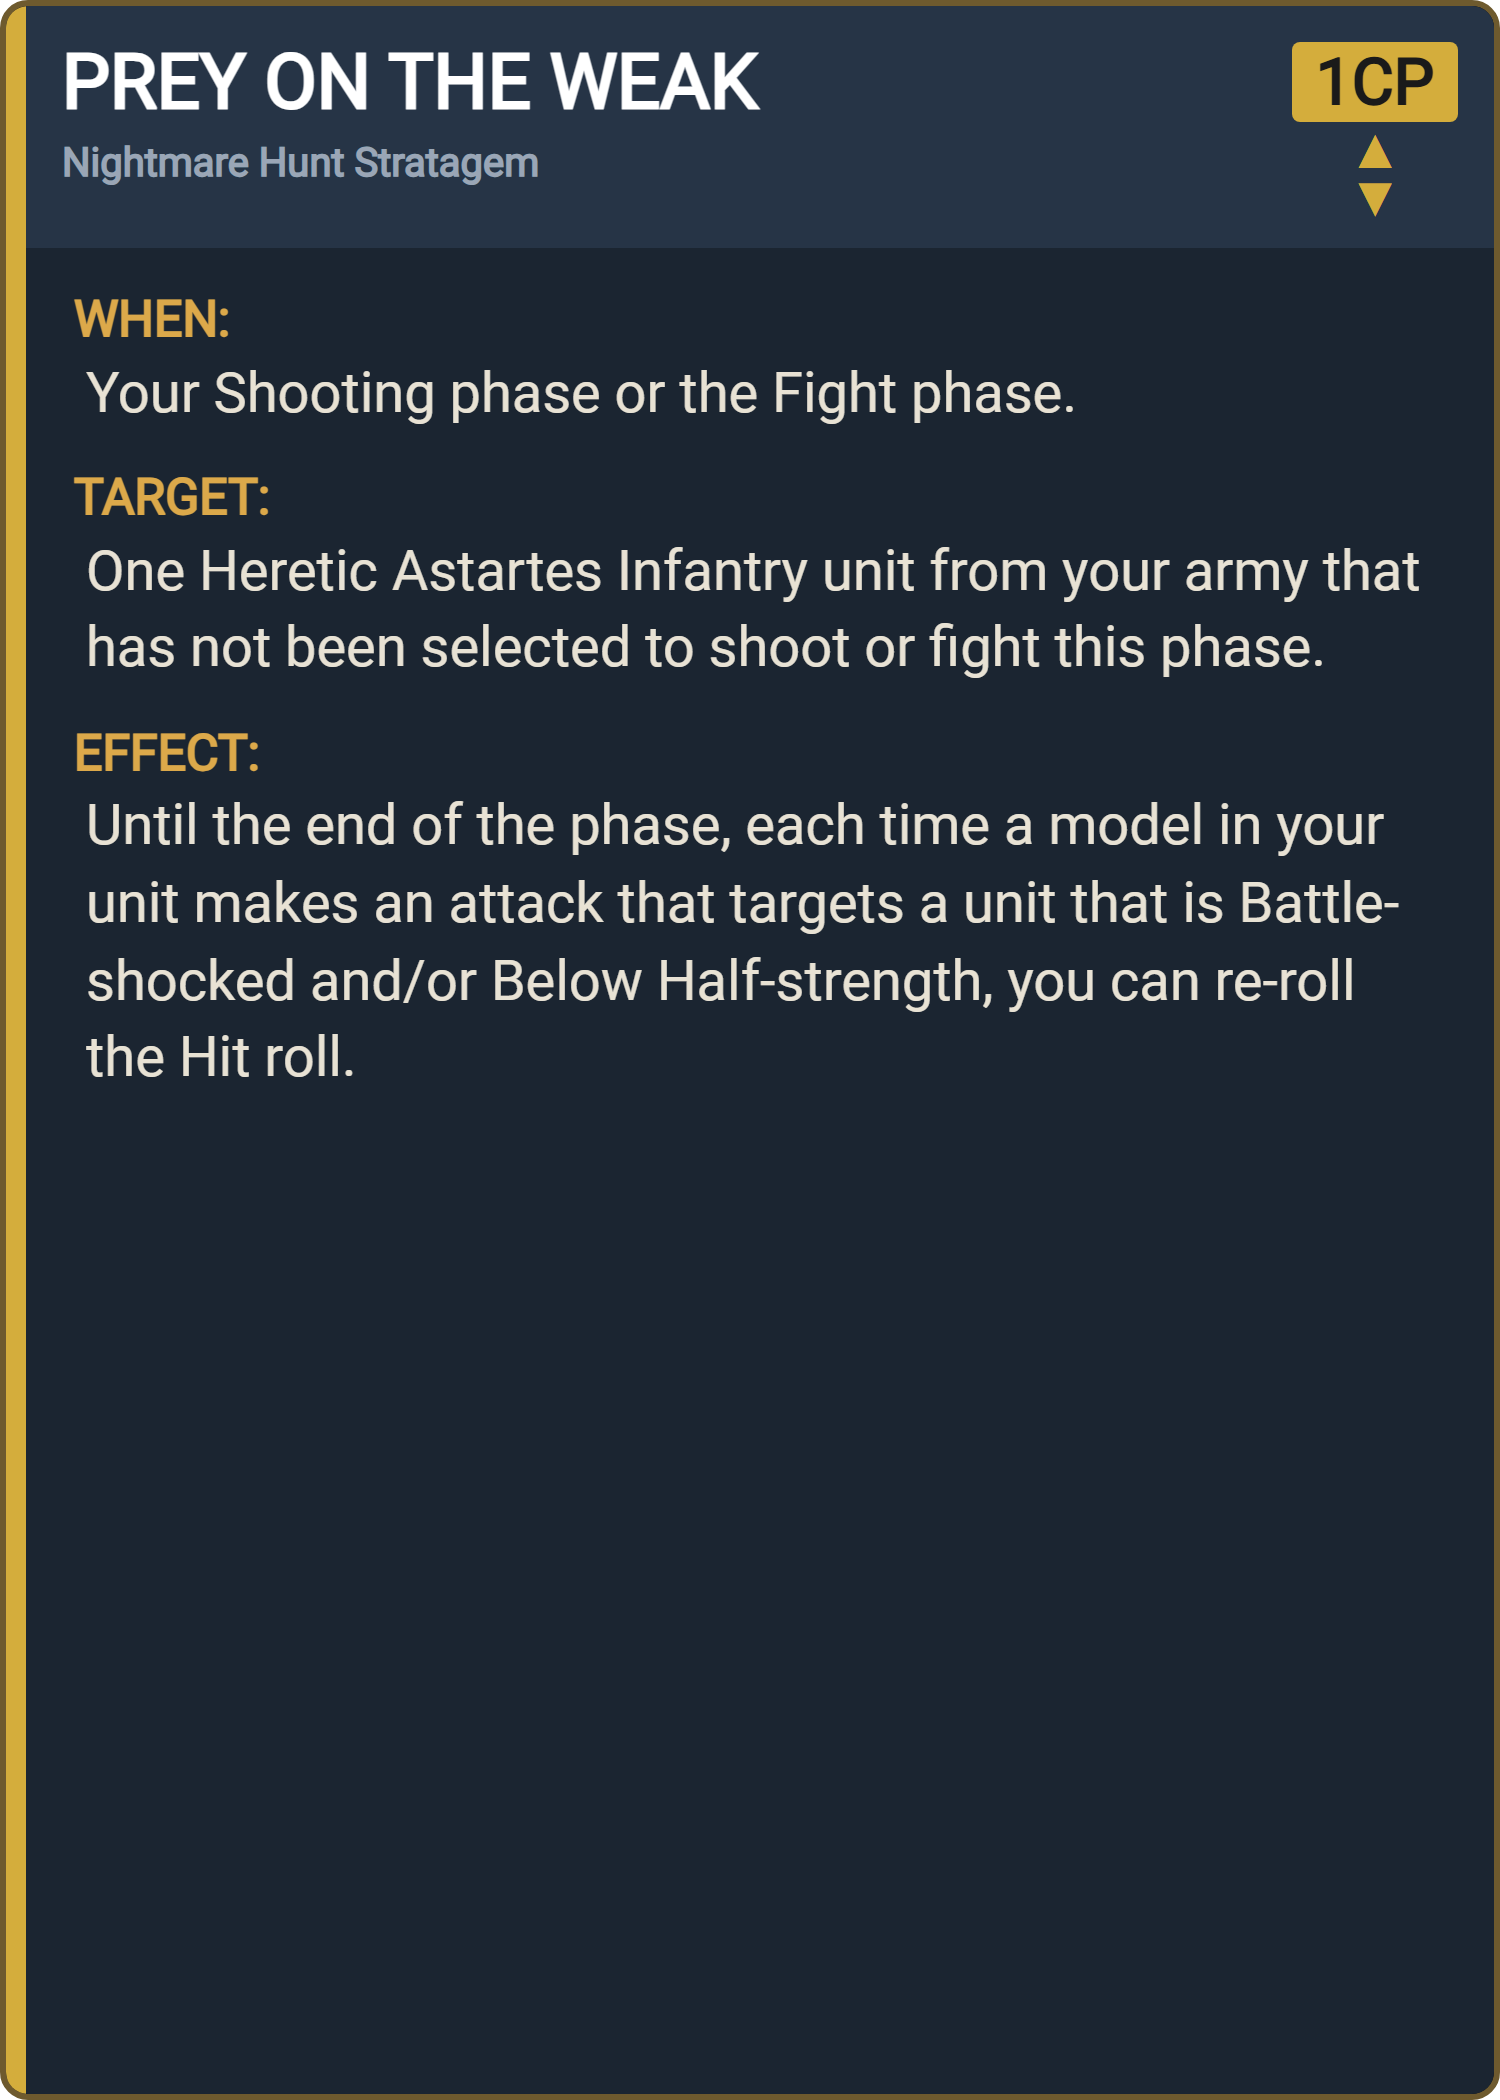 PREY ON THE WEAK
1CP
Nightmare Hunt Stratagem
WHEN:
Your Shooting phase or the Fight phase.
TARGET:
One Heretic Astartes Infantry unit from your army that
has not been selected to shoot or fight this phase.
EFFECT:
Until the end of the phase, each time a model in your
unit makes an attack that targets a unit that is Battle-
shocked and/or Below Half-strength, you can re-roll
the Hit roll.